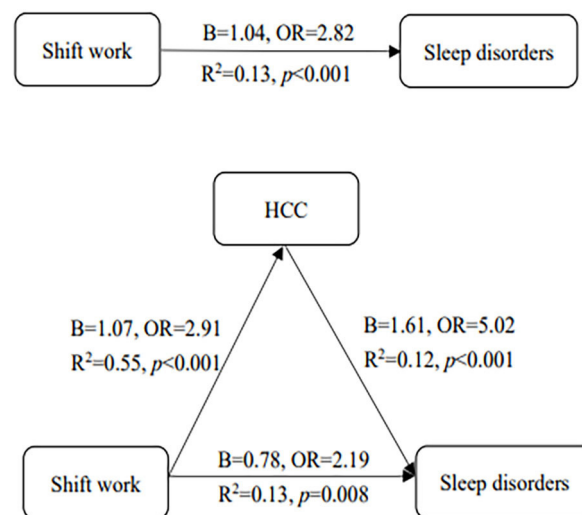 B=1.04, OR=2.82
Shift work
Sleep disorders
R²=0.13, p<0.001
HCC
B=1.07, OR=2.91
R²=0.55, p<0.001
B=1.61, OR=5.02
R²=0.12, p<0.001
B=0.78, OR=2.19
Shift work
Sleep disorders
R²=0.13, p=0.008